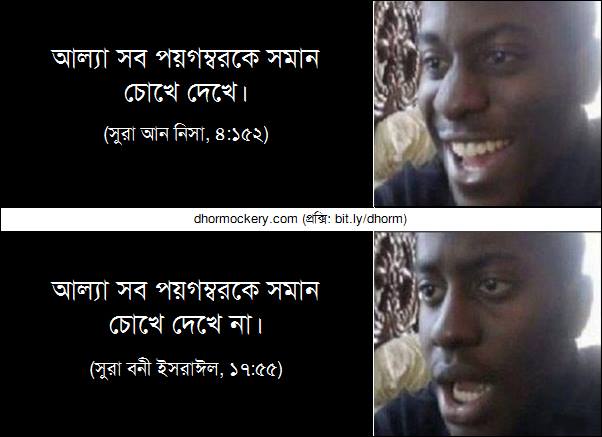 আল্যা সব পয়গম্বরকে সমান
চোখে দেখে।
(সুরা আন নিসা, ৪:১৫২)
dhormockery.com (প্রক্সি: bit.ly/dhorm)
আল্যা সব পয়গম্বরকে সমান
চোখে দেখে না।
(সুরা বনী ইসরাঈল, ১৭:৫৫)